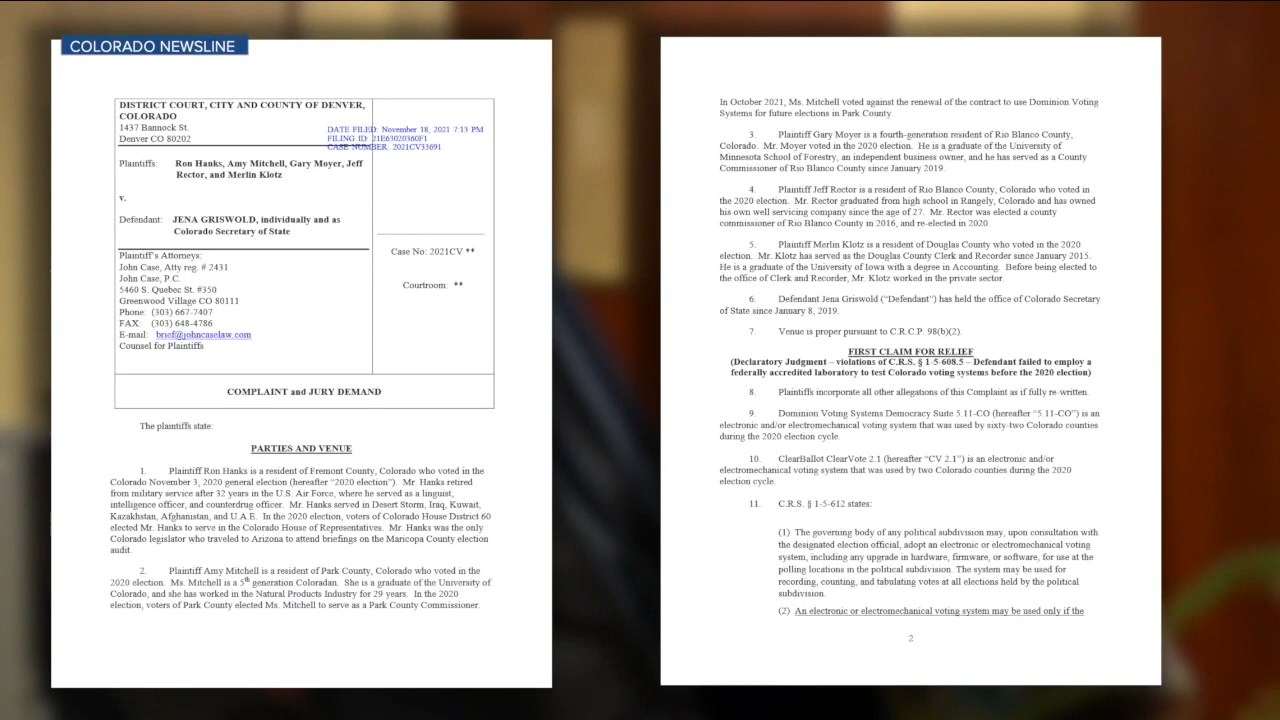 COLORADO NEWSLINE
DISTRICT COURT, CITY AND COUNTY OF DENVER,
COLORADO
1437 Bannock St.
Denver CO 80202
DATE FILED: November 18, 2021 7:13 PM
FILING ID: 21E63020360F1
CASE NUMBER: 2021CV33691
Plaintiffs: Ron Hanks, Amy Mitchell, Gary Moyer, Jeff
Rector, and Merlin Klotz
v.
Defendant: JENA GRISWOLD, individually and as
Colorado Secretary of State
Case No: 2021CV **
Courtroom: **
Plaintiff's Attorneys:
John Case, Atty reg. # 2431
John Case, P.C.
5460 S. Quebec St. #350
Greenwood Village CO 80111
Phone: (303) 667-7407
FAX: (303) 648-4786
E-mail: brief@johncaselaw.com
Counsel for Plaintiffs
COMPLAINT and JURY DEMAND
The plaintiffs state:
PARTIES AND VENUE
1. Plaintiff Ron Hanks is a resident of Fremont County, Colorado who voted in the
Colorado November 3, 2020 general election (hereafter “2020 election”). Mr. Hanks retired
from military service after 32 years in the U.S. Air Force, where he served as a linguist,
intelligence officer, and counterdrug officer. Mr. Hanks served in Desert Storm, Iraq, Kuwait,
Kazakhstan, Afghanistan, and U.A.E. In the 2020 election, voters of Colorado House District 60
elected Mr. Hanks to serve in the Colorado House of Representatives. Mr. Hanks was the only
Colorado legislator who traveled to Arizona to attend briefings on the Maricopa County election
audit.
2. Plaintiff Amy Mitchell is a resident of Park County, Colorado who voted in the
2020 election. Ms. Mitchell is a 5th generation Coloradan. She is a graduate of the University of
Colorado, and she has worked in the Natural Products Industry for 29 years. In the 2020
election, voters of Park County elected Ms. Mitchell to serve as a Park County Commissioner.
In October 2021, Ms. Mitchell voted against the renewal of the contract to use Dominion Voting
Systems for future elections in Park County.
3. Plaintiff Gary Moyer is a fourth-generation resident of Rio Blanco County,
Colorado. Mr. Moyer voted in the 2020 election. He is a graduate of the University of
Minnesota School of Forestry, an independent business owner, and he has served as a County
Commissioner of Rio Blanco County since January 2019.
4. Plaintiff Jeff Rector is a resident of Rio Blanco County, Colorado who voted in
the 2020 election. Mr. Rector graduated from high school in Rangely, Colorado and has owned
his own well servicing company since the age of 27. Mr. Rector was elected a county
commissioner of Rio Blanco County in 2016, and re-elected in 2020.
5. Plaintiff Merlin Klotz is a resident of Douglas County who voted in the 2020
election. Mr. Klotz has served as the Douglas County Clerk and Recorder since January 2015.
He is a graduate of the University of Iowa with a degree in Accounting. Before being elected to
the office of Clerk and Recorder, Mr. Klotz worked in the private sector
6. Defendant Jena Griswold (“Defendant”) has held the office of Colorado Secretary
of State since January 8, 2019.
7. Venue is proper pursuant to C.R.C.P. 98(b)(2).
FIRST CLAIM FOR RELIEF
(Declaratory Judgment – violations of C.R.S. § 1-5-608.5 – Defendant failed to employ a
federally accredited laboratory to test Colorado voting systems before the 2020 election)
8. Plaintiffs incorporate all other allegations of this Complaint as if fully re-written.
9. Dominion Voting Systems Democracy Suite 5.11-CO (hereafter “5.11-CO”) is an
electronic and/or electromechanical voting system that was used by sixty-two Colorado counties
during the 2020 election cycle.
10. ClearBallot ClearVote 2.1 (hereafter “CV 2.1”) is an electronic and/or
electromechanical voting system that was used by two Colorado counties during the 2020
election cycle.
11. C.R.S. § 1-5-612 states:
(1) The governing body of any political subdivision may, upon consultation with
the designated election official, adopt an electronic or electromechanical voting
system, including any upgrade in hardware, firmware, or software, for use at the
polling locations in the political subdivision. The system may be used for
recording, counting, and tabulating votes at all elections held by the political
subdivision.
(2) An electronic or electromechanical voting system may be used only if the
2